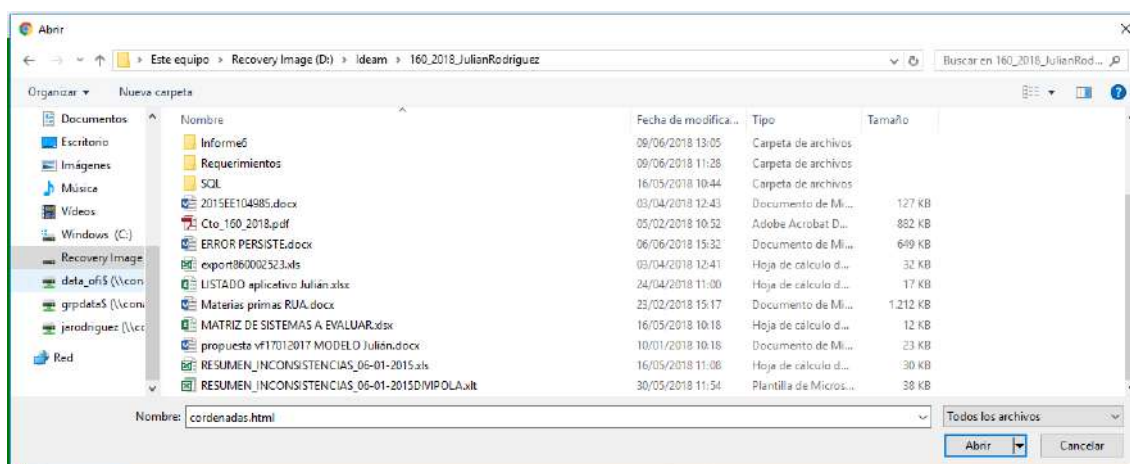 Abrir
Este equipo > Recovery Image (D:) > Ideam > 160_2018_JulianRodriguez
Buscar en 160_2018_JulianRod...
Organizar Nueva carpeta
Documentos
Escritorio
Imágenes
Música
Vídeos
Windows (C:)
Recovery Image
data_ofi$ (\\con
grpdata$ (\\con
jarodriguez (\\cc
Red
Nombre Fecha de modifica... Tipo Tamaño
Informe6 09/06/2018 13:05 Carpeta de archivos
Requerimientos 09/06/2018 11:28 Carpeta de archivos
SQL 16/05/2018 10:44 Carpeta de archivos
2015EE104985.docx 03/04/2018 12:43 Documento de Mi... 127 KB
Cto_160_2018.pdf 05/02/2018 10:52 Adobe Acrobat D... 882 KB
ERROR PERSISTE.docx 06/06/2018 15:32 Documento de Mi... 649 KB
export860002523.xls 03/04/2018 12:41 Hoja de cálculo d... 32 KB
LISTADO aplicativo Julián.xlsx 24/04/2018 11:00 Hoja de cálculo d... 17 KB
Materias primas RUA.docx 23/02/2018 15:17 Documento de Mi... 1.212 KB
MATRIZ DE SISTEMAS A EVALUAR.xlsx 16/05/2018 10:18 Hoja de cálculo d... 12 KB
propuesta vf17012017 MODELO Julián.docx 10/01/2018 10:18 Documento de Mi... 23 KB
RESUMEN_INCONSISTENCIAS_06-01-2015.xls 16/05/2018 11:08 Hoja de cálculo d... 30 KB
RESUMEN_INCONSISTENCIAS_06-01-2015DIVIPOLA.xlt 30/05/2018 11:54 Plantilla de Micros... 38 KB
Nombre: cordenadas.html Todos los archivos
Abrir Cancelar